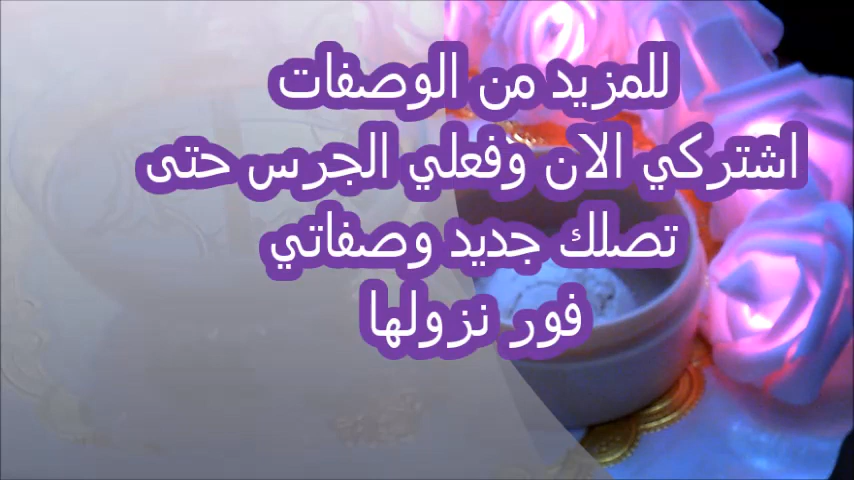 للمزيد من الوصفات
اشتركي الان وفعلي الجرس حتى
تصلك جديد وصفاتي
فور نزولها